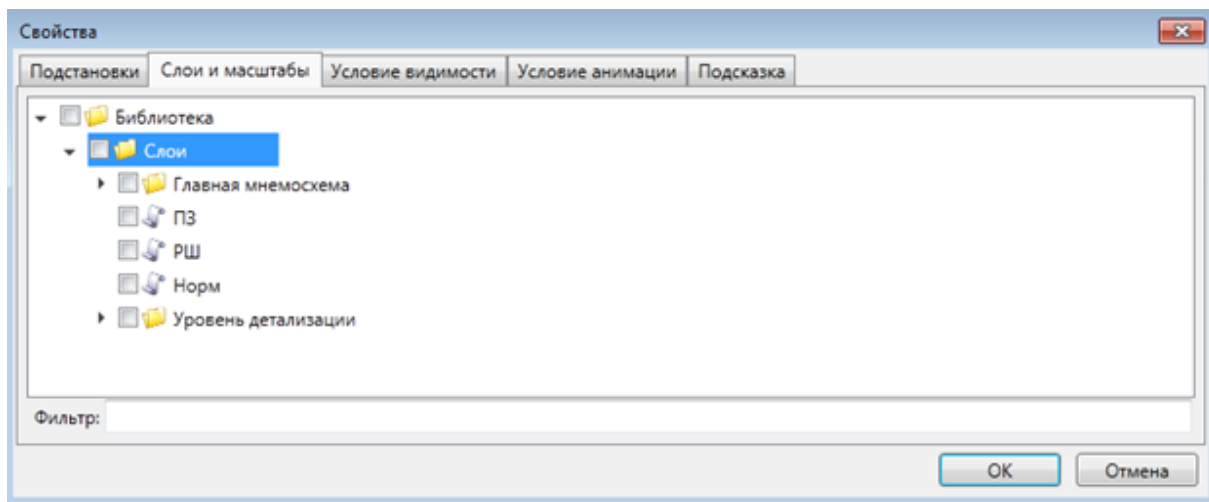 Свойства
Подстановки Слои и масштабы Условие видимости Условие анимации Подсказка
Библиотека
Слои
Главная мнемосхема
ПЗ
РШ
Норм
Уровень детализации
Фильтр:
OK Отмена